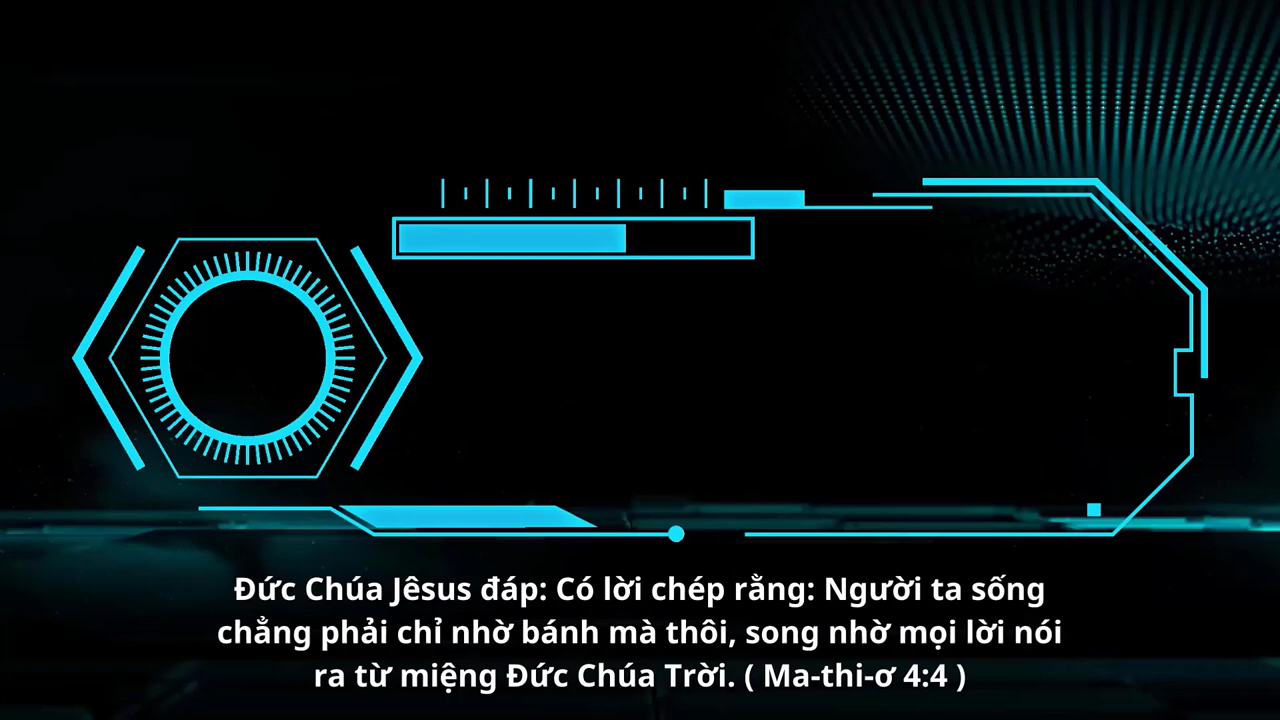 Đức Chúa Jêsus đáp: Có lời chép rằng: Người ta sống
chẳng phải chỉ nhờ bánh mà thôi, song nhờ mọi lời nói
ra từ miệng Đức Chúa Trời. ( Ma-thi-ơ 4:4 )